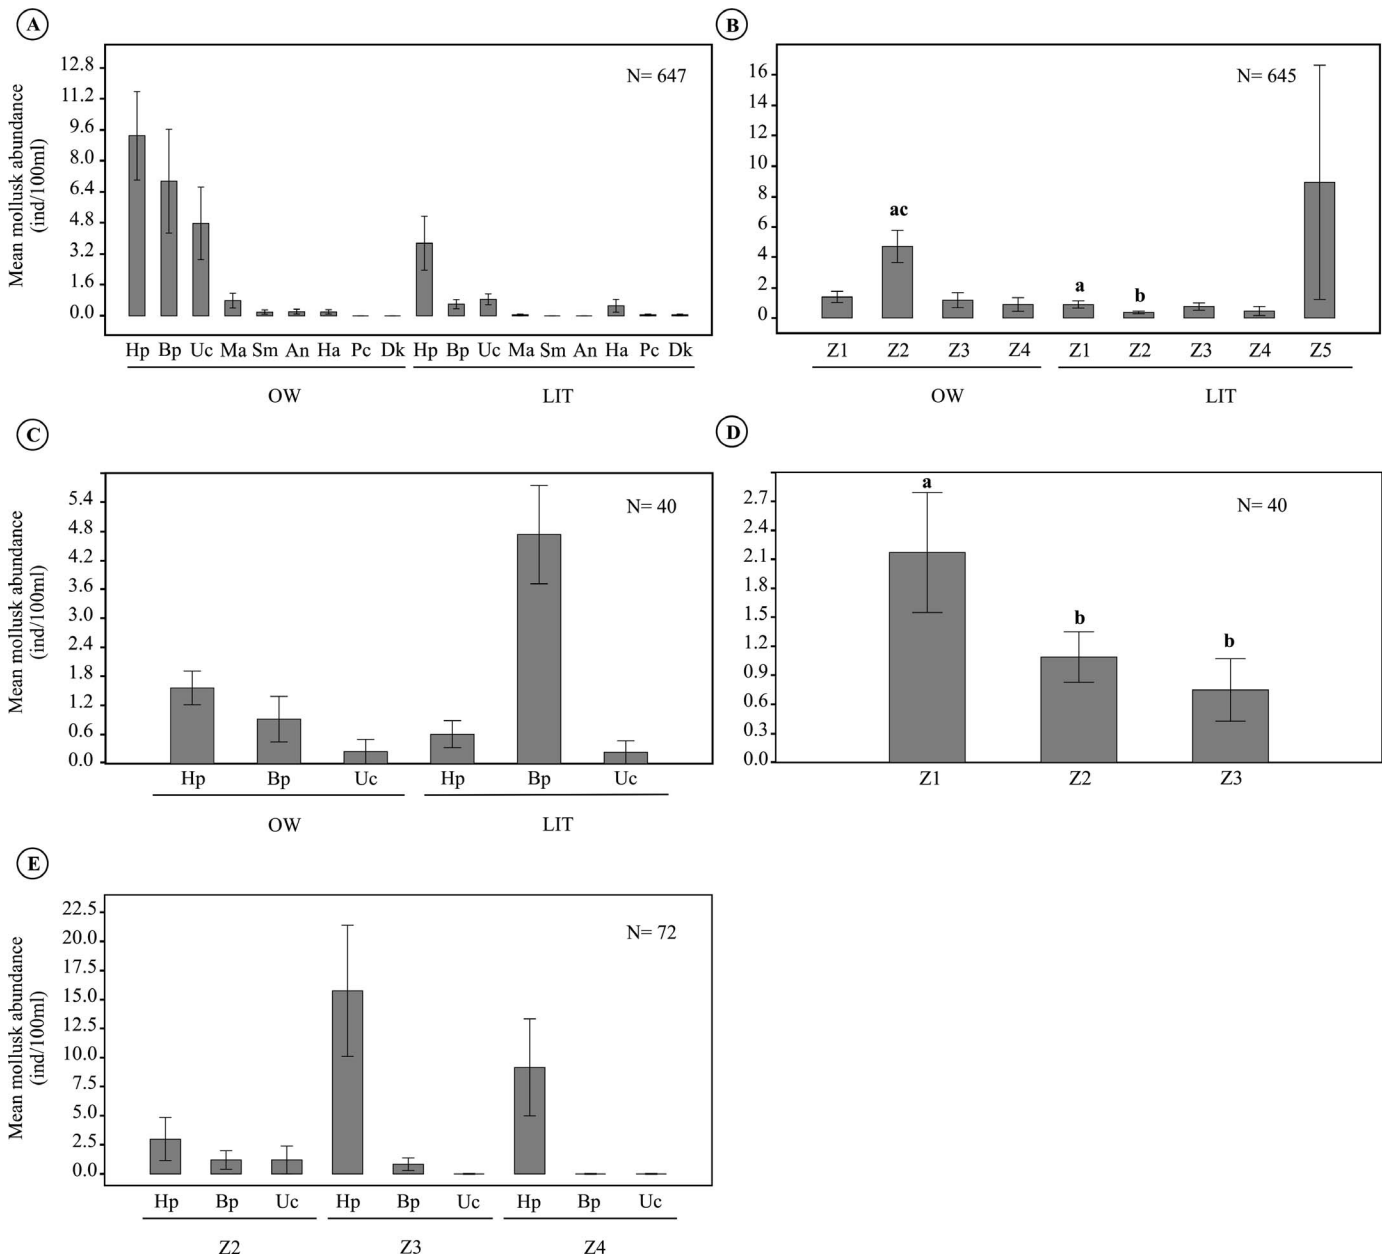 A
Mean mollusk abundance
(ind/100ml)
12.8
11.2
9.6
8.0
6.4
4.8
3.2
1.6
0.0
N= 647
Hp Bp Uc Ma Sm An Ha Pc Dk Hp Bp Uc Ma Sm An Ha Pc Dk
OW LIT
B
16
14
12
10
8
6
4
2
0
N= 645
ac
a
b
Z1 Z2 Z3 Z4 Z1 Z2 Z3 Z4 Z5
OW LIT
C
Mean mollusk abundance
(ind/100ml)
5.4
4.8
4.2
3.6
3.0
2.4
1.8
1.2
0.6
0.0
N= 40
Hp Bp Uc Hp Bp Uc
OW LIT
D
2.7
2.4
2.1
1.8
1.5
1.2
0.9
0.6
0.3
0.0
N= 40
a
b
b
Z1 Z2 Z3
E
Mean mollusk abundance
(ind/100ml)
22.5
20.0
17.5
15.0
12.5
10.0
7.5
5.0
2.5
0.0
N= 72
Hp Bp Uc Hp Bp Uc Hp Bp Uc
Z2 Z3 Z4